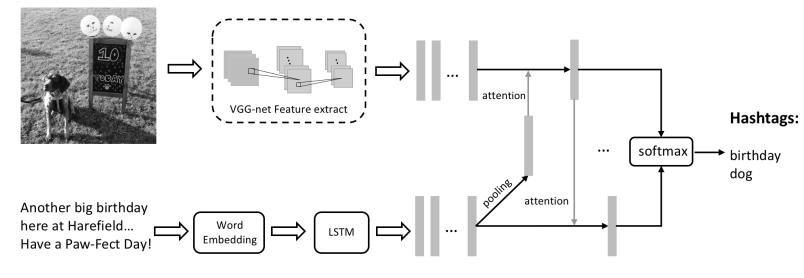 10
TODAY
VGG-net Feature extract
...
attention
Hashtags:
...
softmax
birthday
dog
pooling
attention
Another big birthday
here at Harefield...
Have a Paw-Fect Day!
Word
Embedding
LSTM
...